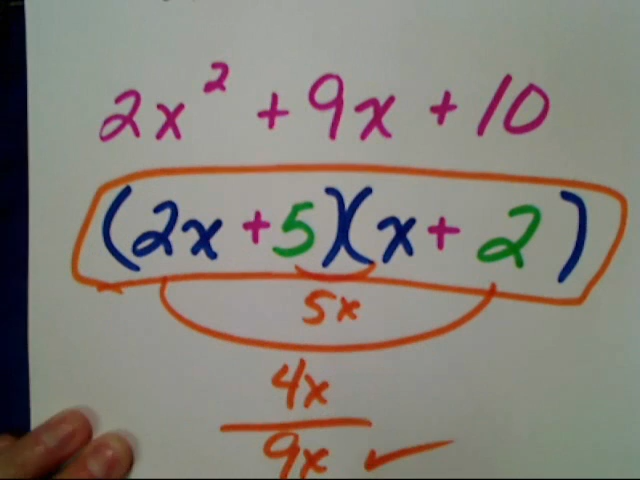 2x² + 9x + 10
(2x + 5)(x + 2)
5x
4x
9x ✓